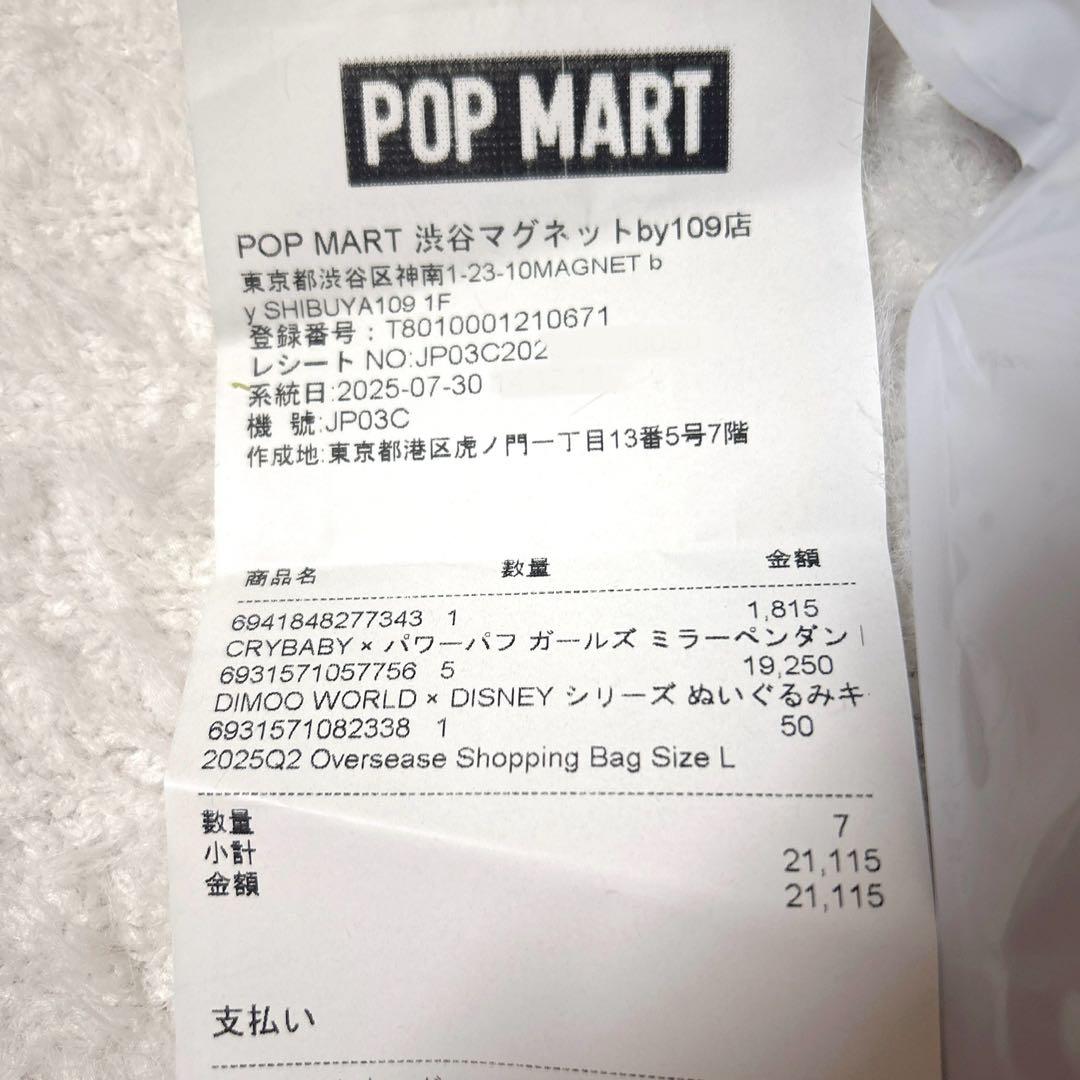 POP MART
POP MART 渋谷マグネットby109店
東京都渋谷区神南1-23-10MAGNET b
y SHIBUYA109 1F
登録番号：T8010001210671
レシート NO:JP03C202
系統日:2025-07-30
機 號:JP03C
作成地:東京都港区虎ノ門一丁目13番5号7階
商品名 数量 金額
6941848277343 1 1,815
CRYBABY × パワーパフ ガールズ ミラーペンダン
6931571057756 5 19,250
DIMOO WORLD × DISNEY シリーズ ぬいぐるみキ
6931571082338 1 50
2025Q2 Oversease Shopping Bag Size L
數量 7
小計 21,115
金額 21,115
支払い